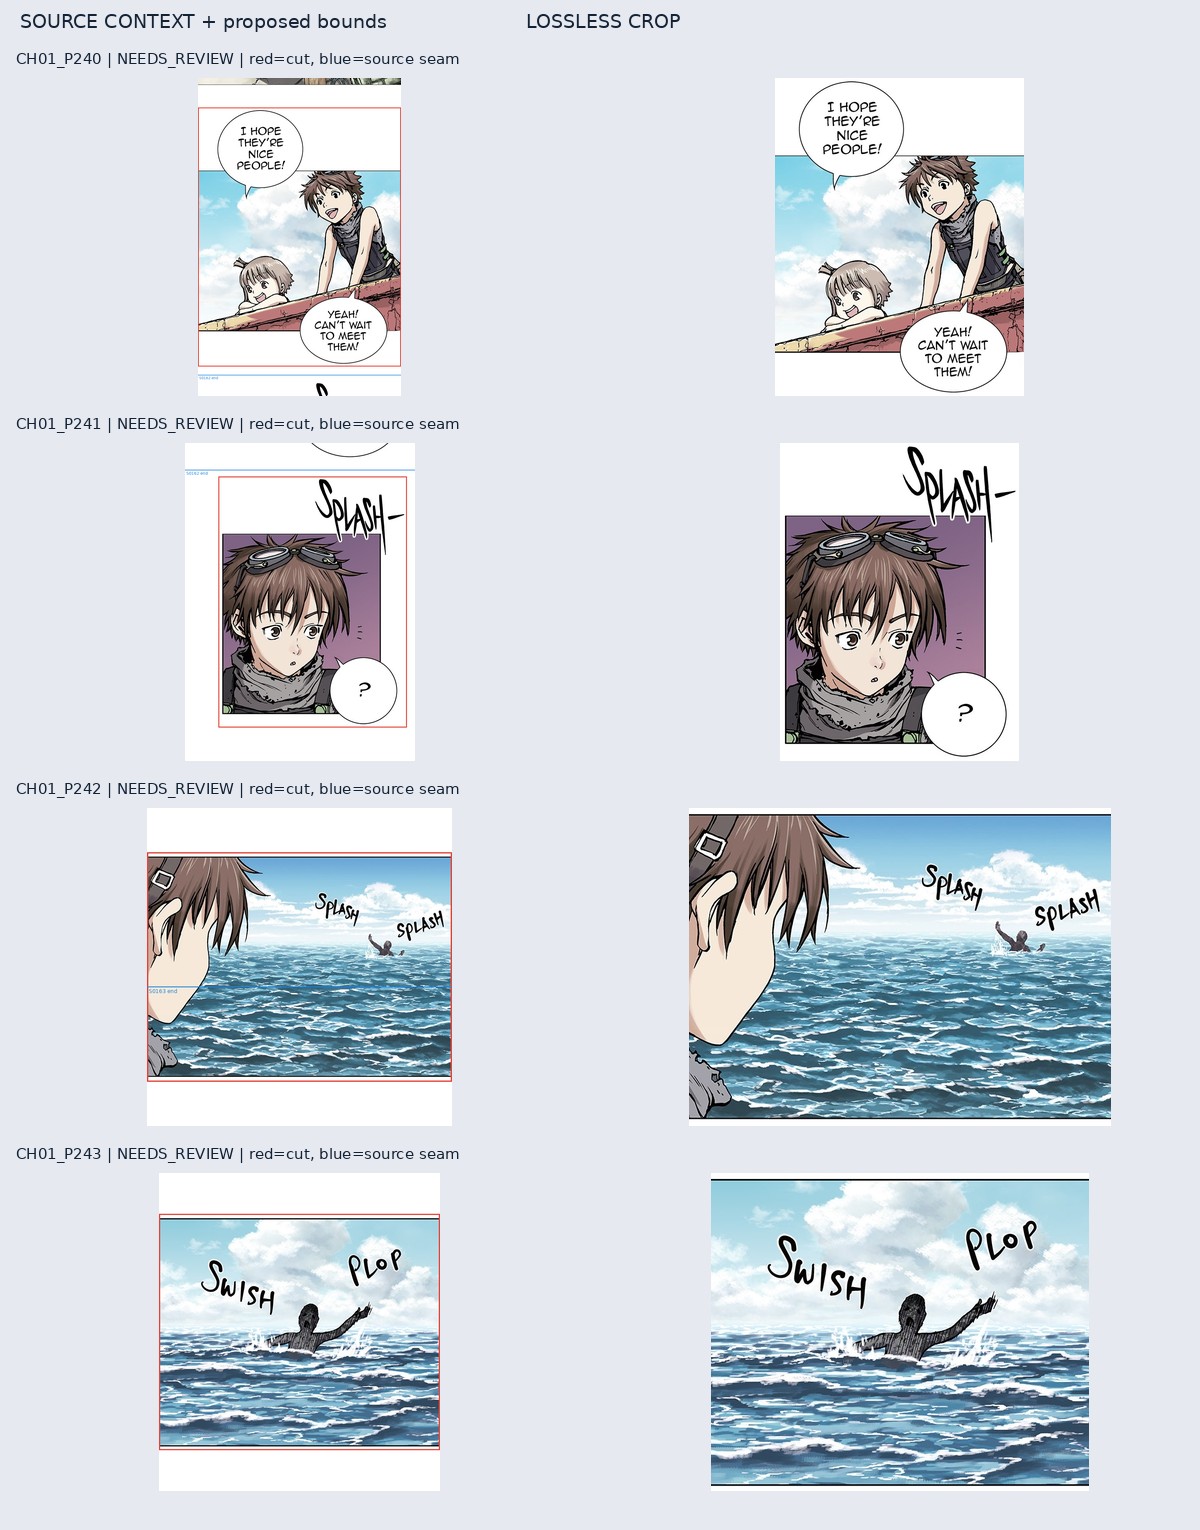 SOURCE CONTEXT + proposed bounds
LOSSLESS CROP
CH01_P240 | NEEDS_REVIEW | red=cut, blue=source seam
I HOPE
THEY'RE
NICE
PEOPLE!
YEAH!
CAN'T WAIT
TO MEET
THEM!
I HOPE
THEY'RE
NICE
PEOPLE!
YEAH!
CAN'T WAIT
TO MEET
THEM!
CH01_P241 | NEEDS_REVIEW | red=cut, blue=source seam
SPLASH—
?
SPLASH—
?
CH01_P242 | NEEDS_REVIEW | red=cut, blue=source seam
SPLASH
SPLASH
S0163 end
SPLASH
SPLASH
CH01_P243 | NEEDS_REVIEW | red=cut, blue=source seam
SWISH
PLOP
SWISH
PLOP